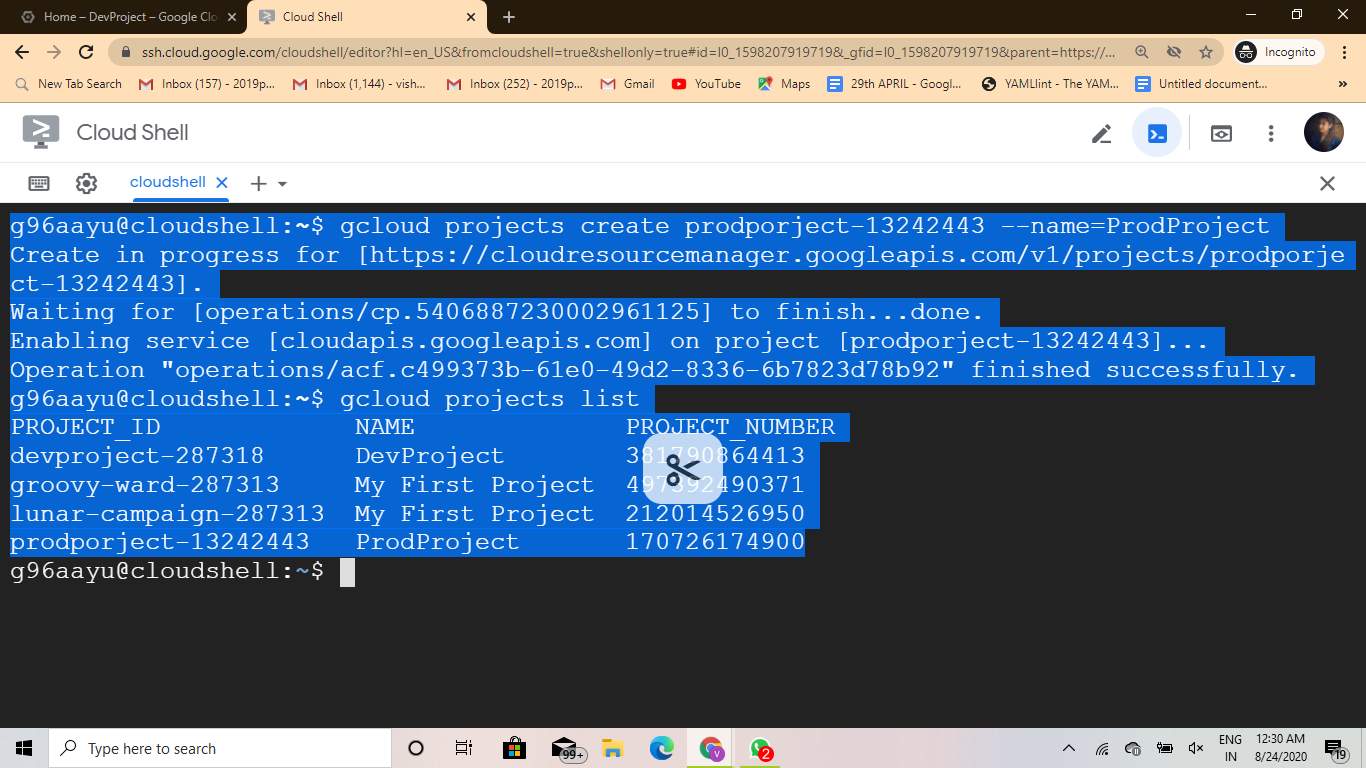 Home – DevProject – Google Clo
Cloud Shell
ssh.cloud.google.com/cloudshell/editor?hl=en_US&fromcloudshell=true&shellonly=true#id=I0_1598207919719&_gfid=I0_1598207919719&parent=https://...
Incognito
New Tab Search
Inbox (157) - 2019p...
Inbox (1,144) - vish...
Inbox (252) - 2019p...
Gmail
YouTube
Maps
29th APRIL - Googl...
YAMLlint - The YAM...
Untitled document...
»
Cloud Shell
cloudshell
g96aayu@cloudshell:~$ gcloud projects create prodporject-13242443 --name=ProdProject
Create in progress for [https://cloudresourcemanager.googleapis.com/v1/projects/prodporje
ct-13242443].
Waiting for [operations/cp.5406887230002961125] to finish...done.
Enabling service [cloudapis.googleapis.com] on project [prodporject-13242443]...
Operation "operations/acf.c499373b-61e0-49d2-8336-6b7823d78b92" finished successfully.
g96aayu@cloudshell:~$ gcloud projects list
PROJECT_ID NAME PROJECT_NUMBER
devproject-287318 DevProject 381790864413
groovy-ward-287313 My First Project 497392490371
lunar-campaign-287313 My First Project 212014526950
prodporject-13242443 ProdProject 170726174900
g96aayu@cloudshell:~$
Type here to search
99+
V
2
ENG
IN
12:30 AM
8/24/2020
19